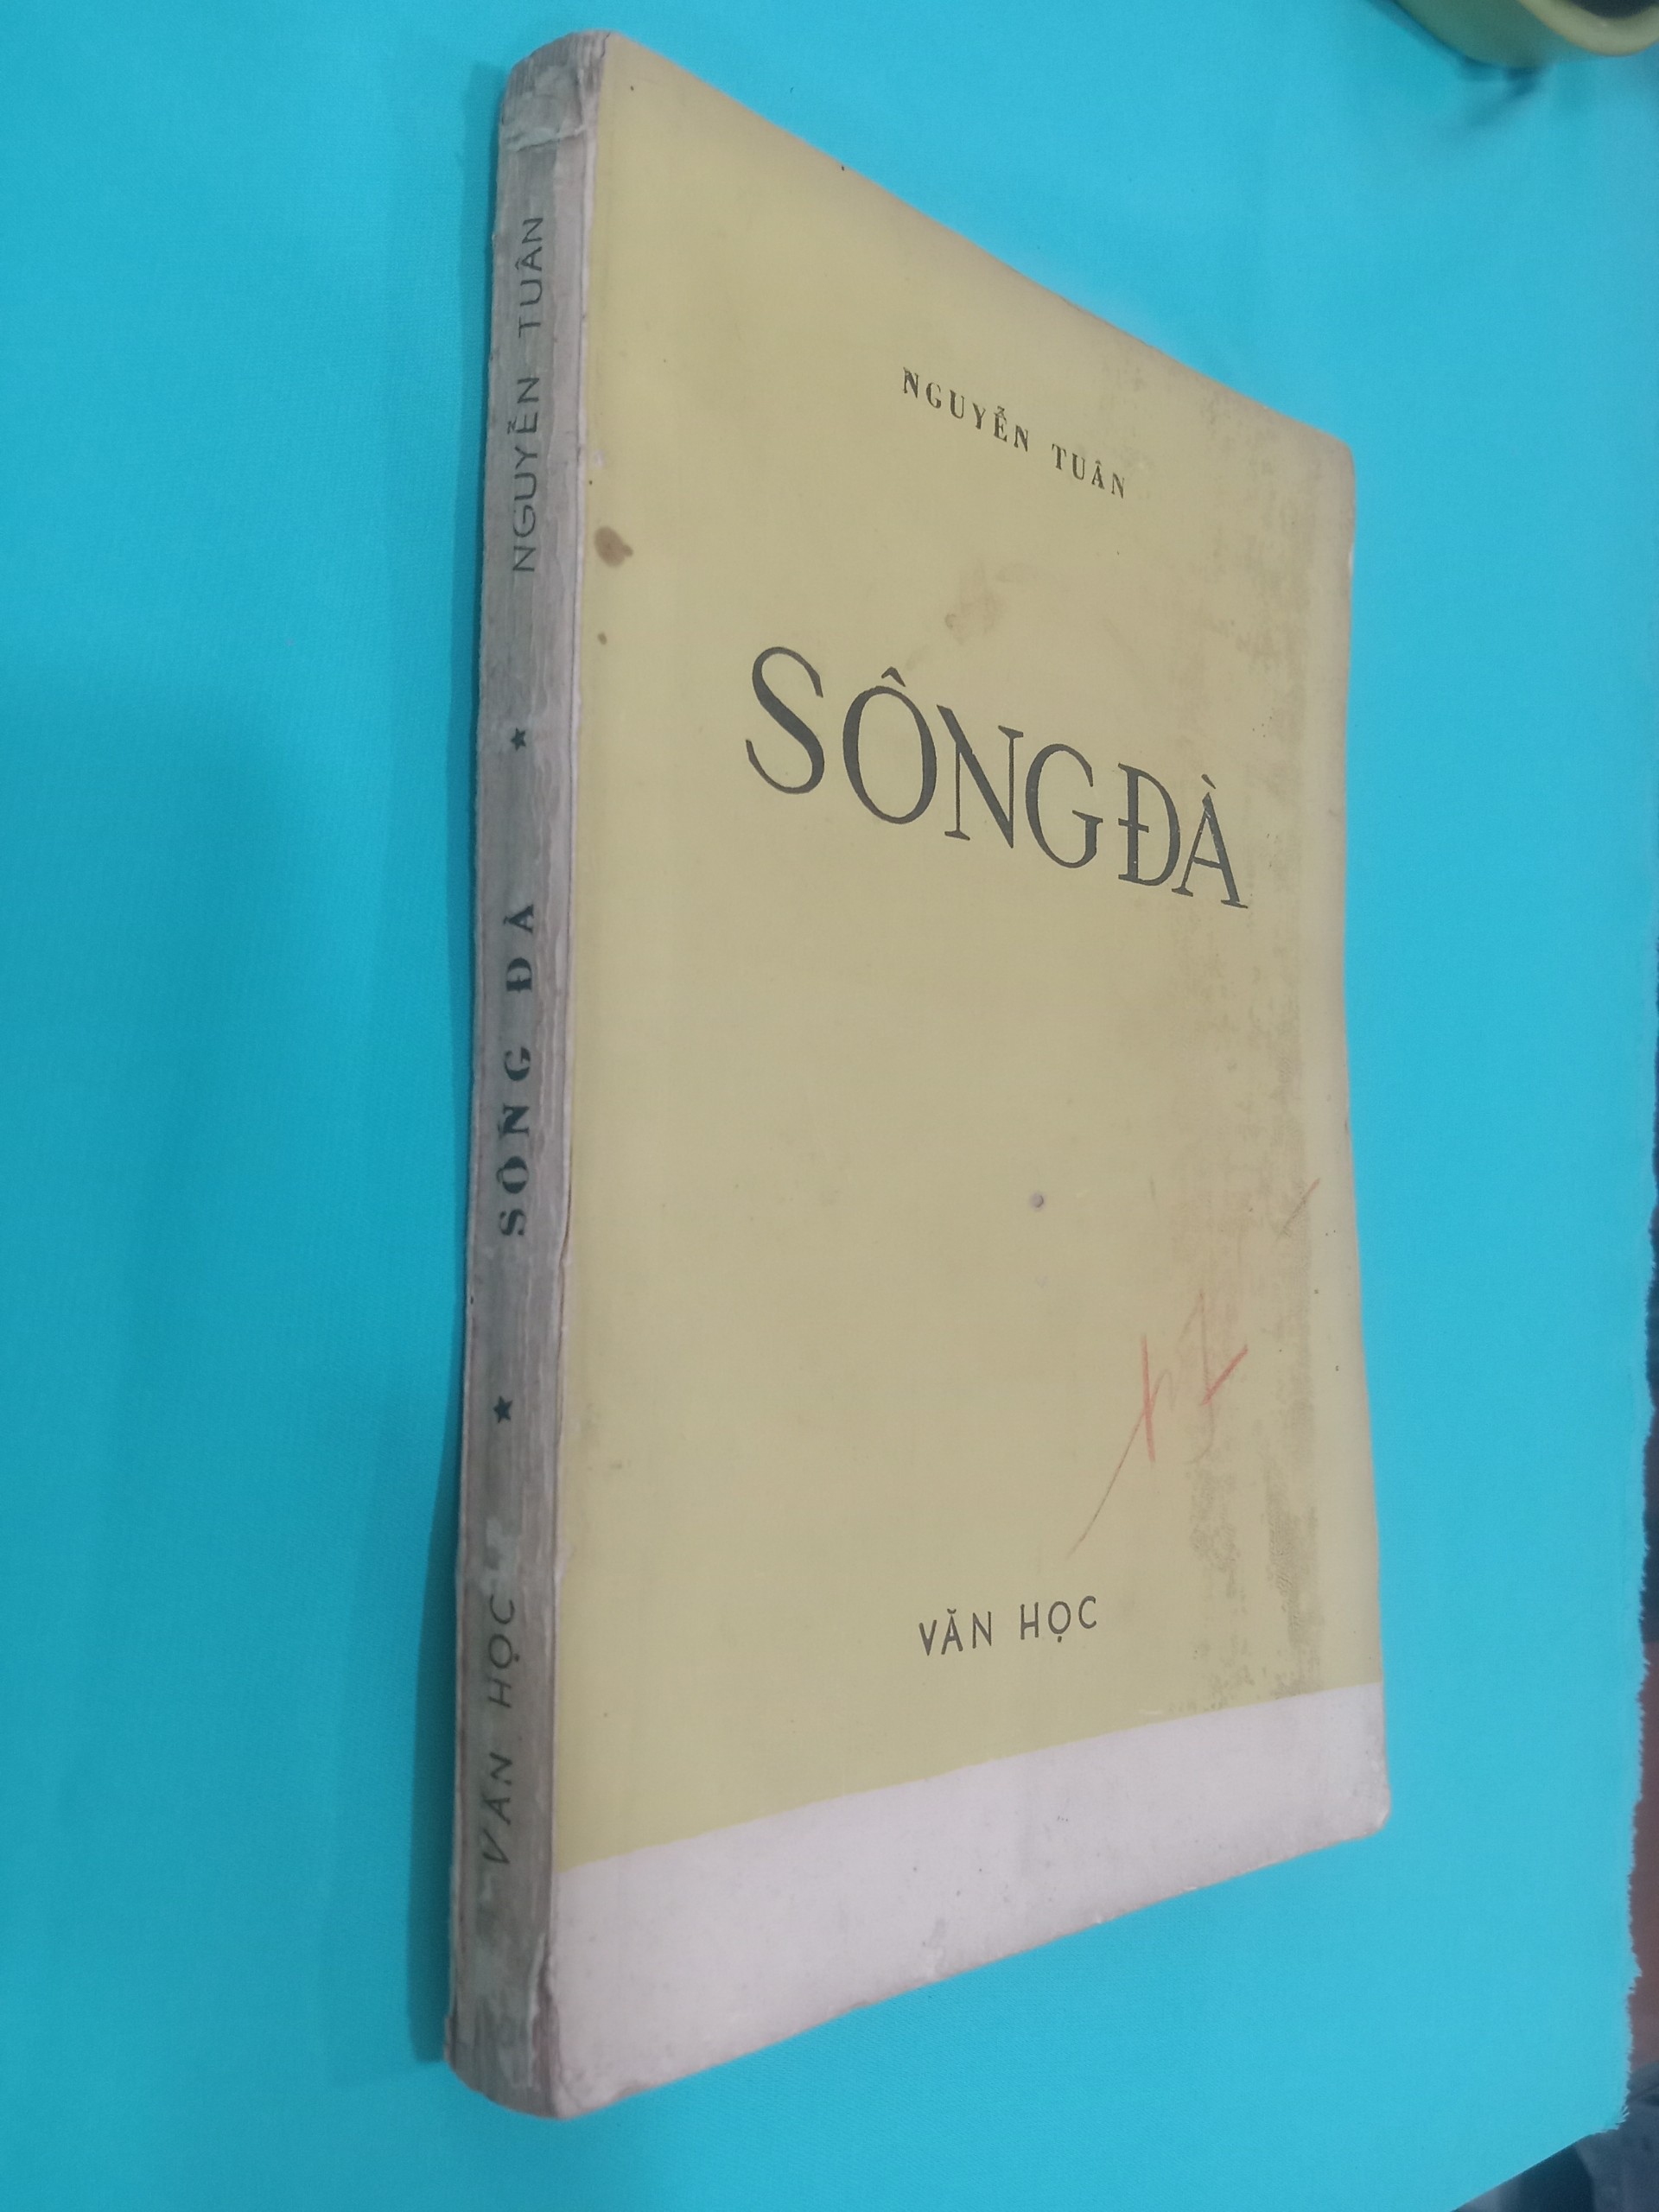 NGUYỄN TUÂN
SÔNG ĐÀ
VĂN HỌC
VĂN HỌC ★ SÔNG ĐÀ ★ NGUYỄN TUÂN